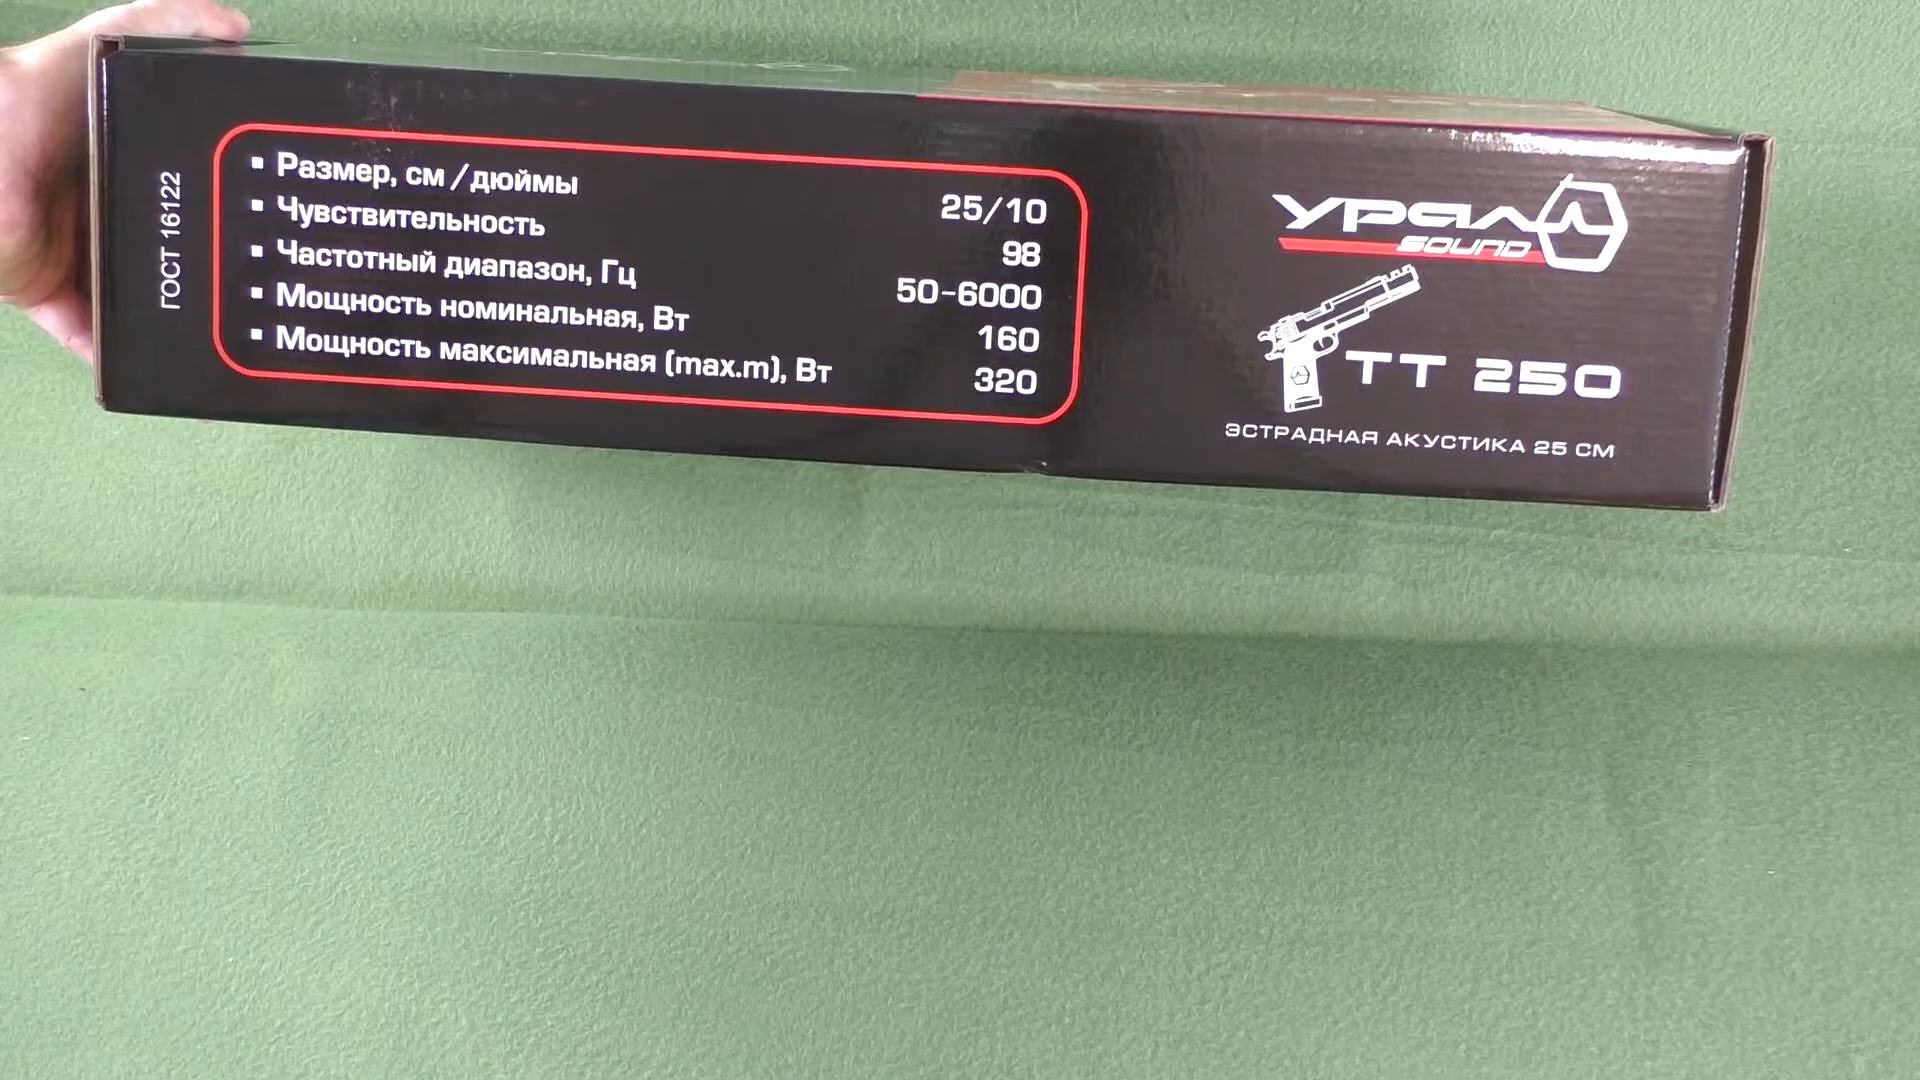 ГОСТ 16122
▪ Размер, см /дюймы 25/10
▪ Чувствительность 98
▪ Частотный диапазон, Гц 50-6000
▪ Мощность номинальная, Вт 160
▪ Мощность максимальная (max.m), Вт 320
УРАЛ
SOUND
ТТ 250
ЭСТРАДНАЯ АКУСТИКА 25 СМ